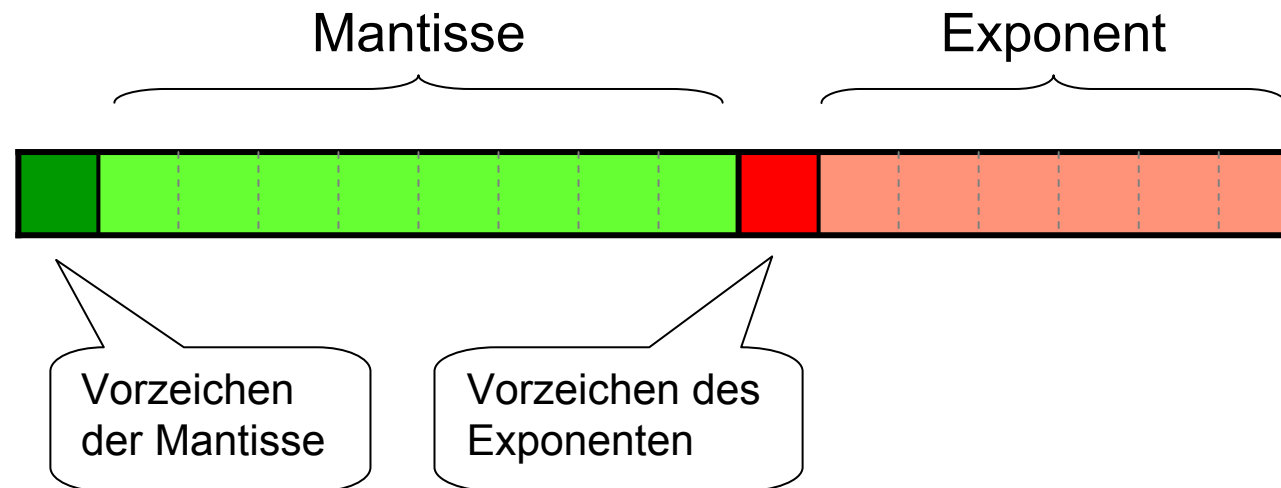 Mantisse
Exponent
Vorzeichen
der Mantisse
Vorzeichen des
Exponenten